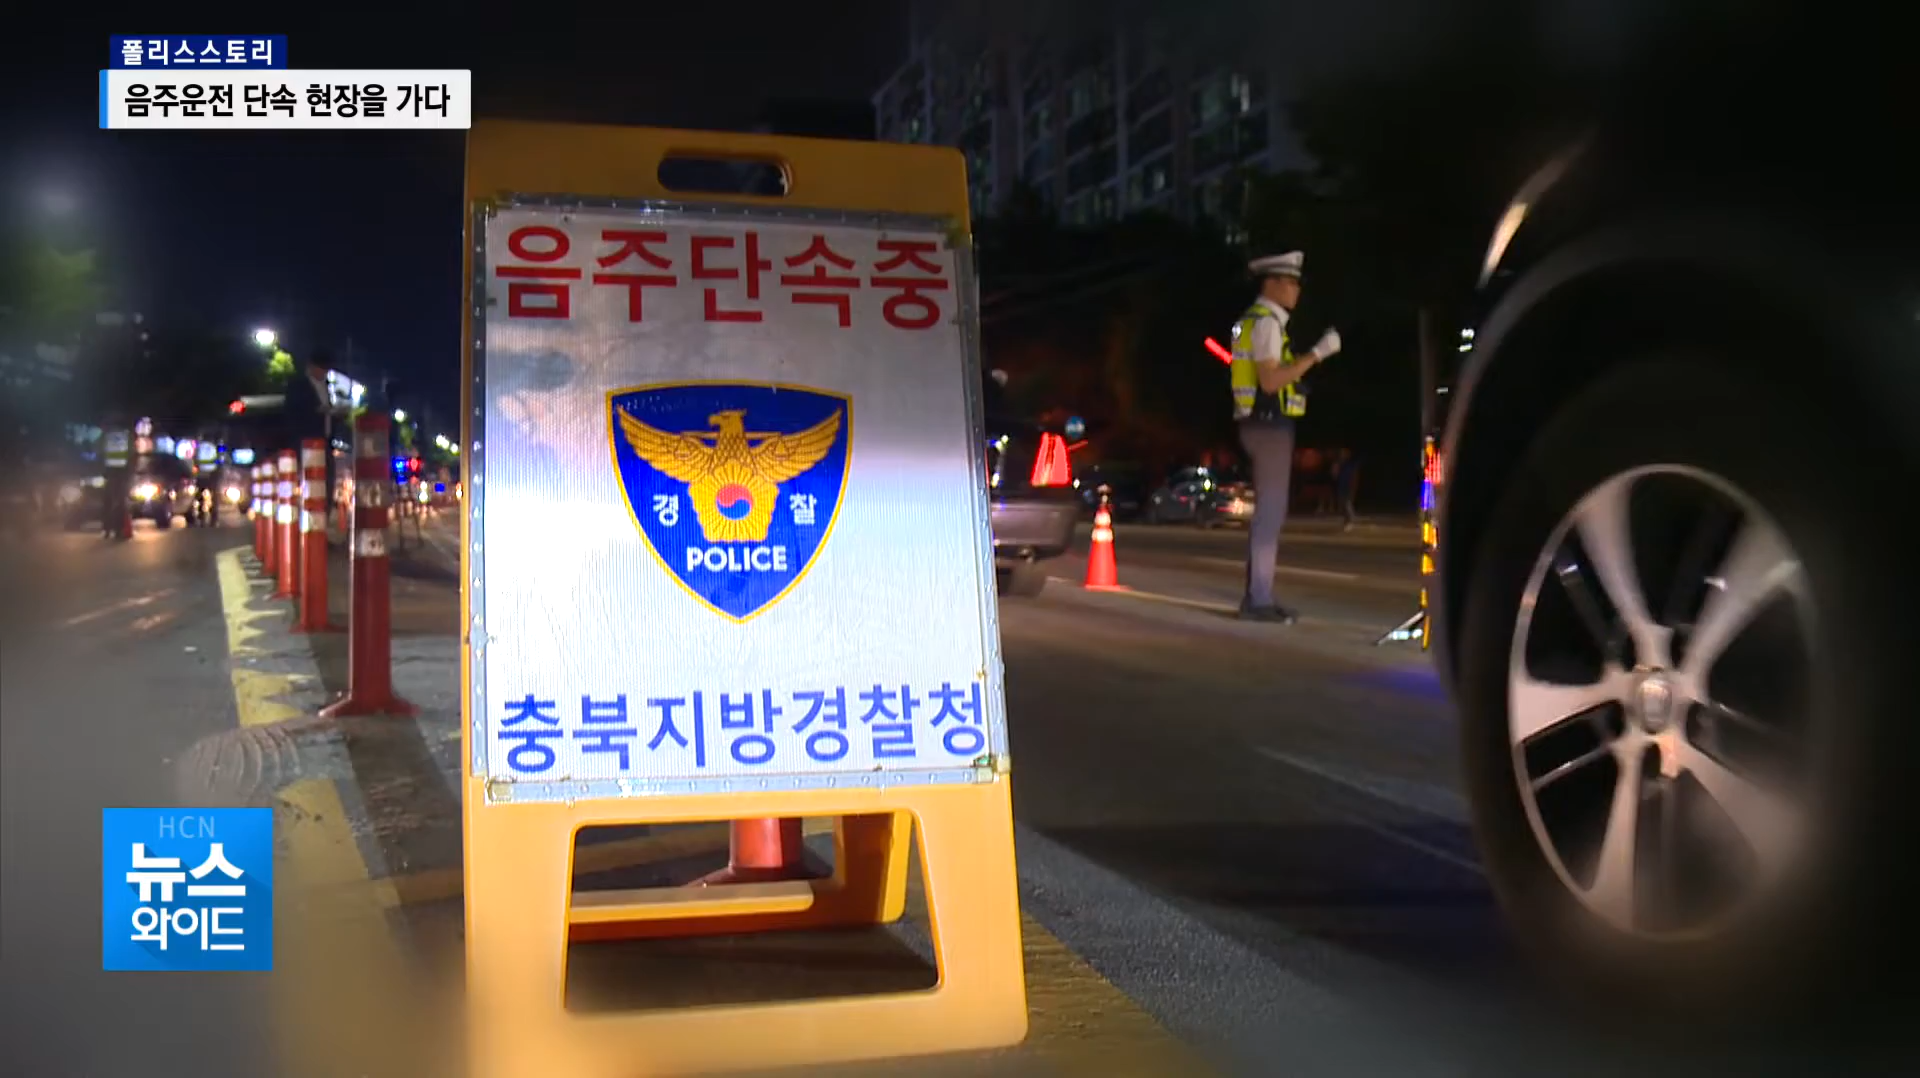 폴리스스토리
음주운전 단속 현장을 가다
음주단속중
경 찰
POLICE
충북지방경찰청
HCN
뉴스
와이드